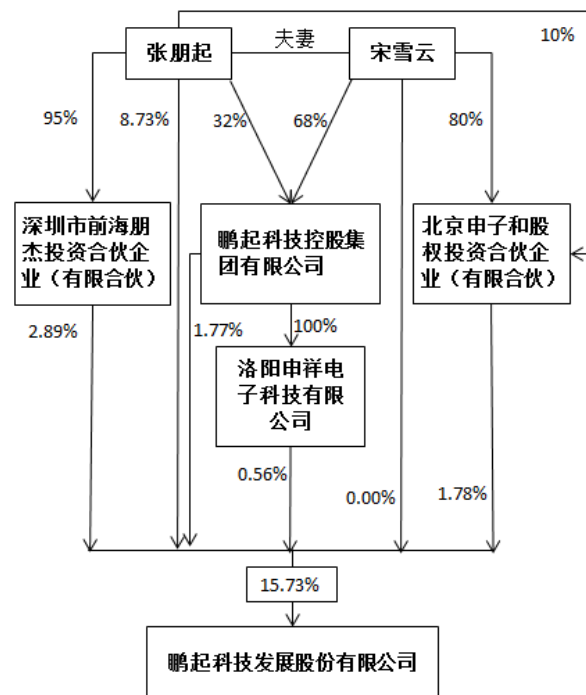 10%
夫妻
张朋起
宋雪云
95%
8.73%
32%
68%
80%
深圳市前海朋
杰投资合伙企
业（有限合伙）
鹏起科技控股集
团有限公司
北京申子和股
权投资合伙企
业（有限合伙）
2.89%
1.77%
100%
洛阳申祥电
子科技有限
公司
0.56%
0.00%
1.78%
15.73%
鹏起科技发展股份有限公司